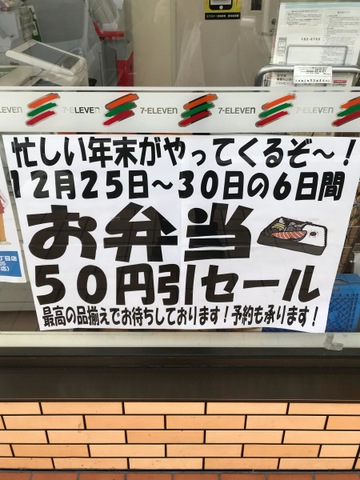 7-ELEVEN
7-ELEVEN
7-ELEVEN
忙しい年末がやってくるぞ〜!
12月25日〜30日の6日間
お弁当
50円引セール
最高の品揃えでお待ちしております!予約も承ります!